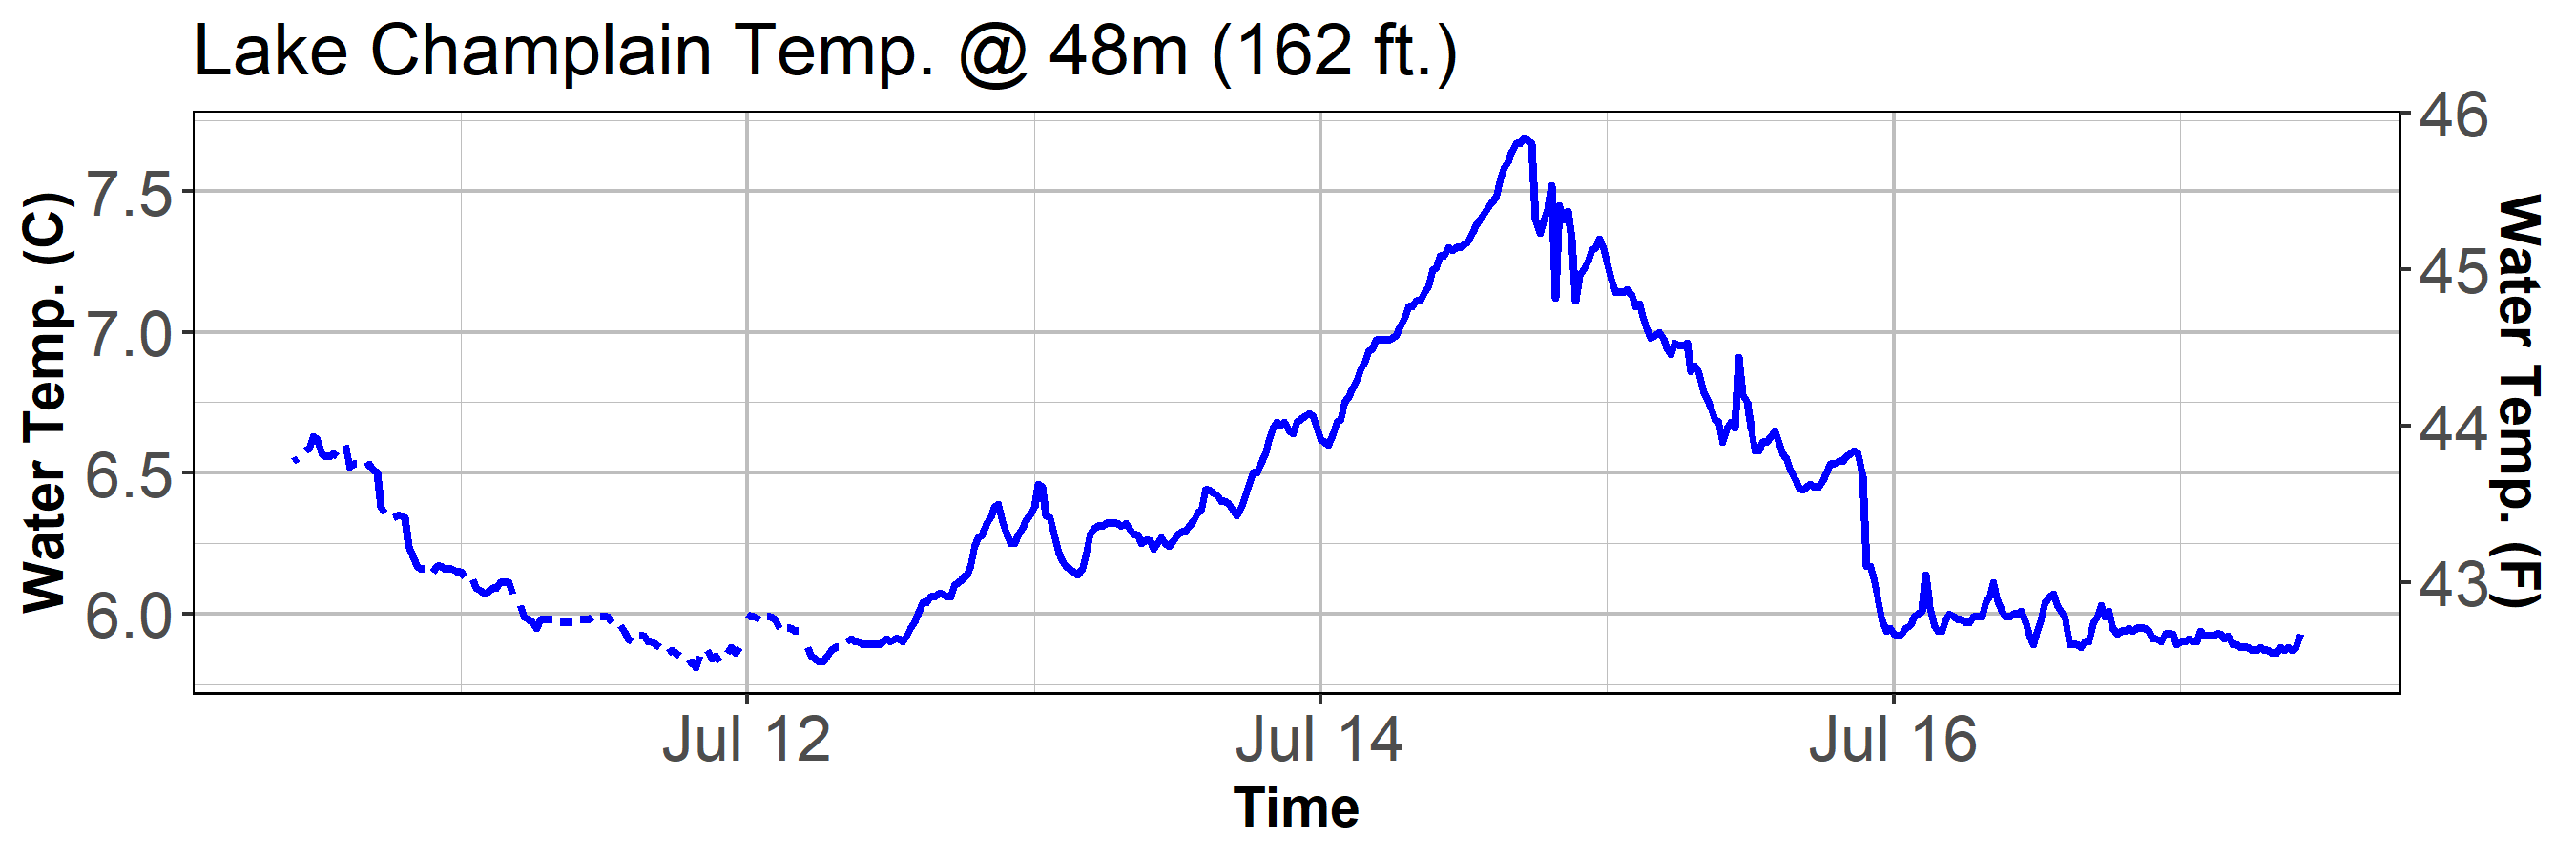 Lake Champlain Temp. @ 48m (162 ft.)
Water Temp. (C)
7.5
7.0
6.5
6.0
46
45
44
43
Water Temp. (F)
Jul 12
Jul 14
Jul 16
Time